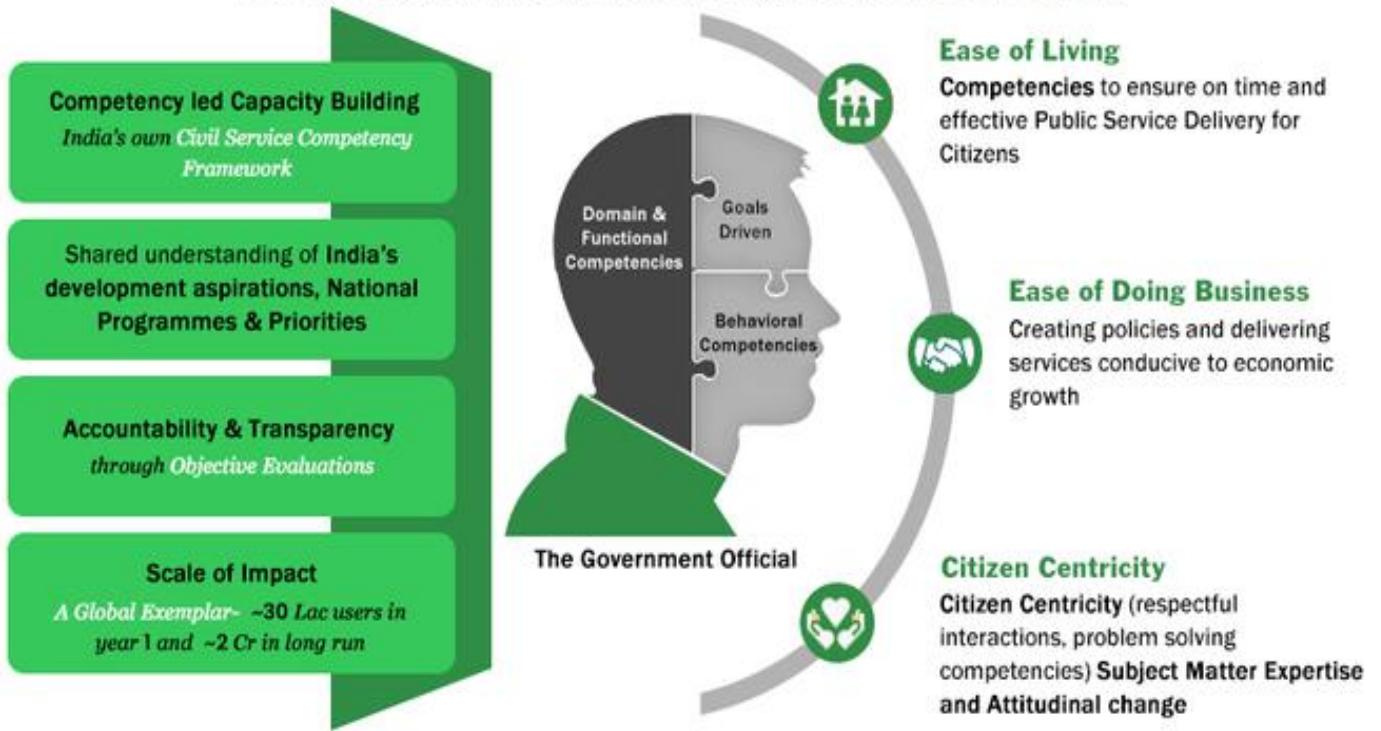 Competency led Capacity Building
India's own Civil Service Competency
Framework
Shared understanding of India's
development aspirations, National
Programmes & Priorities
Accountability & Transparency
through Objective Evaluations
Scale of Impact
A Global Exemplar- ~30 Lac users in
year 1 and ~2 Cr in long run
Domain &
Functional
Competencies
Goals
Driven
Behavioral
Competencies
The Government Official
Ease of Living
Competencies to ensure on time and
effective Public Service Delivery for
Citizens
Ease of Doing Business
Creating policies and delivering
services conducive to economic
growth
Citizen Centricity
Citizen Centricity (respectful
interactions, problem solving
competencies) Subject Matter Expertise
and Attitudinal change